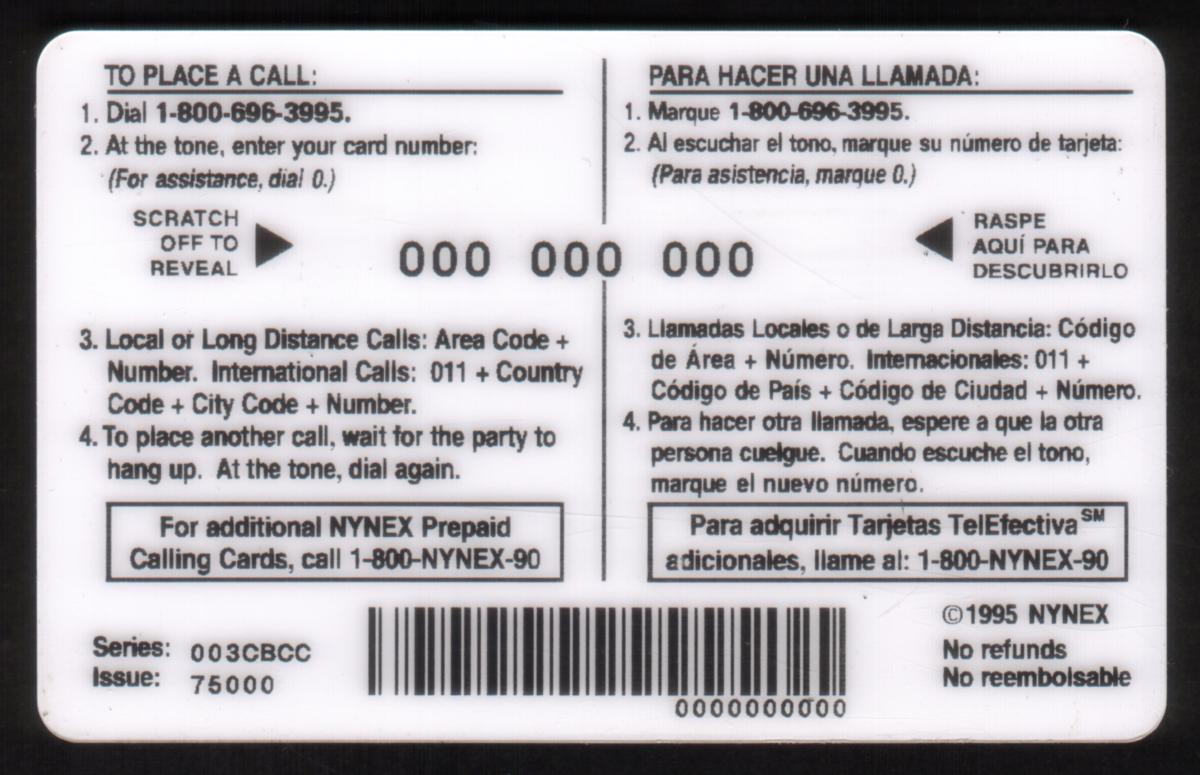 TO PLACE A CALL:
1. Dial 1-800-696-3995.
2. At the tone, enter your card number:
(For assistance, dial 0.)
SCRATCH
OFF TO
REVEAL
000 000 000
3. Local or Long Distance Calls: Area Code +
Number. International Calls: 011 + Country
Code + City Code + Number.
4. To place another call, wait for the party to
hang up. At the tone, dial again.
For additional NYNEX Prepaid
Calling Cards, call 1-800-NYNEX-90
PARA HACER UNA LLAMADA:
1. Marque 1-800-696-3995.
2. Al escuchar el tono, marque su número de tarjeta:
(Para asistencia, marque 0.)
RASPE
AQUÍ PARA
DESCUBRIRLO
3. Llamadas Locales o de Larga Distancia: Código
de Área + Número. Internacionales: 011 +
Código de País + Código de Ciudad + Número.
4. Para hacer otra llamada, espere a que la otra
persona cuelgue. Cuando escuche el tono,
marque el nuevo número.
Para adquirir Tarjetas TelEfectiva℠
adicionales, llame al: 1-800-NYNEX-90
Series: 003CBCC
Issue: 75000
0000000000
©1995 NYNEX
No refunds
No reembolsable